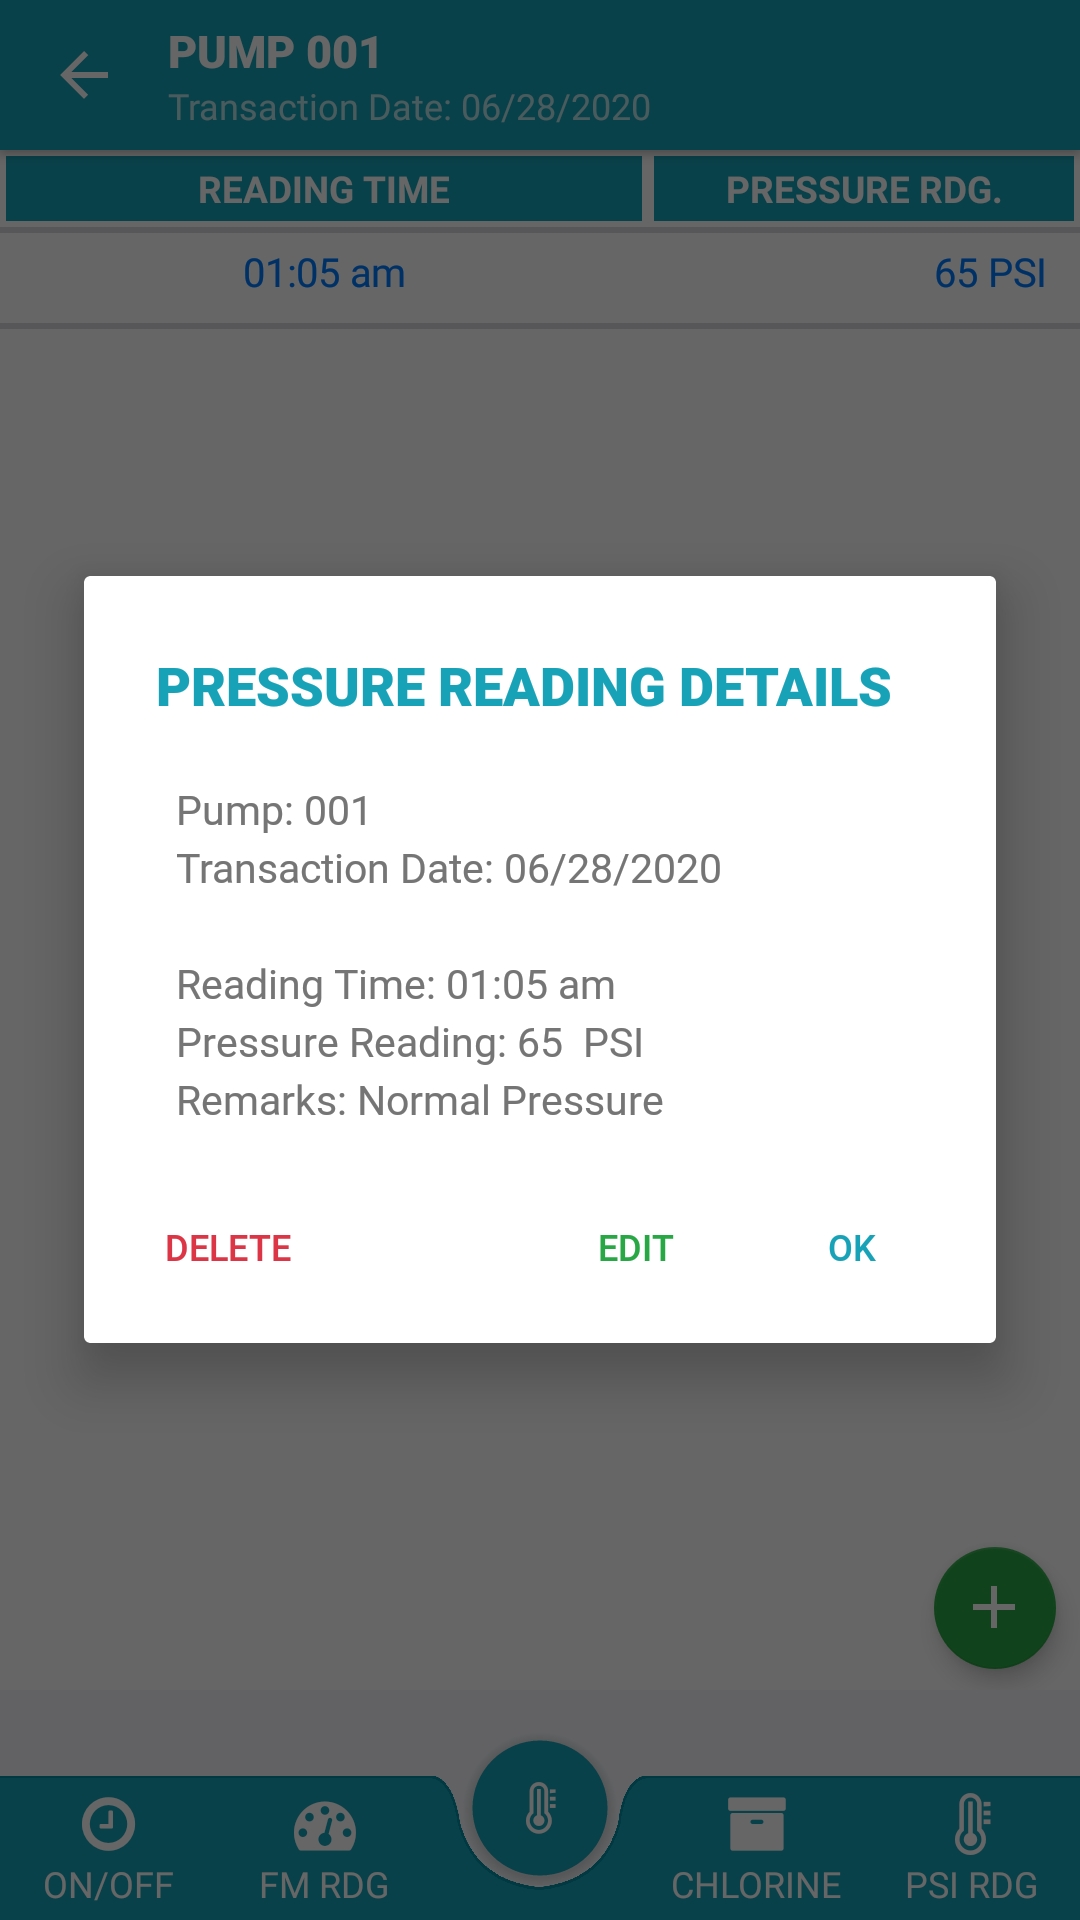 PUMP 001
Transaction Date: 06/28/2020
READING TIME PRESSURE RDG.
01:05 am 65 PSI
PRESSURE READING DETAILS
Pump: 001
Transaction Date: 06/28/2020
Reading Time: 01:05 am
Pressure Reading: 65  PSI
Remarks: Normal Pressure
DELETE EDIT OK
ON/OFF FM RDG CHLORINE PSI RDG